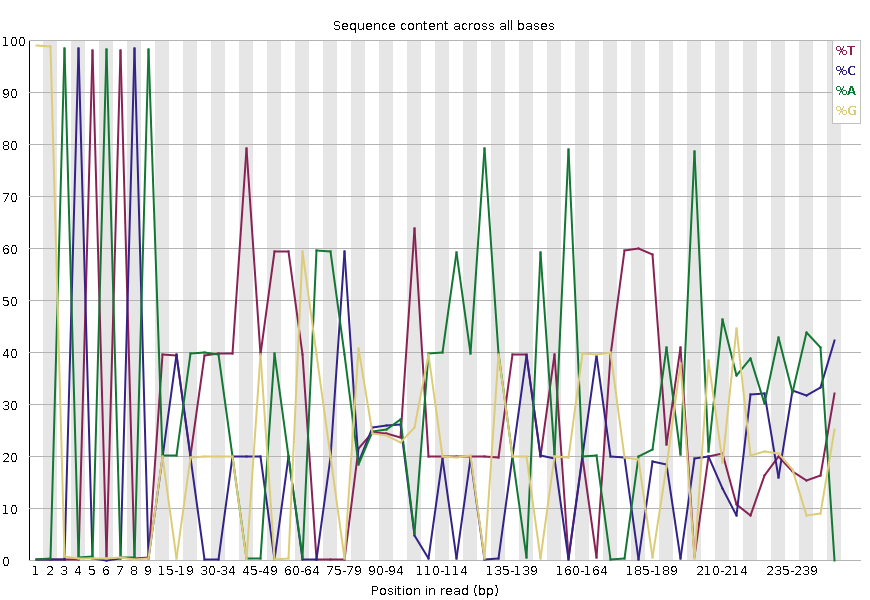 Sequence content across all bases
%T
%C
%A
%G
100
90
80
70
60
50
40
30
20
10
0
1 2 3 4 5 6 7 8 9 15-19 30-34 45-49 60-64 75-79 90-94 110-114 135-139 160-164 185-189 210-214 235-239
Position in read (bp)